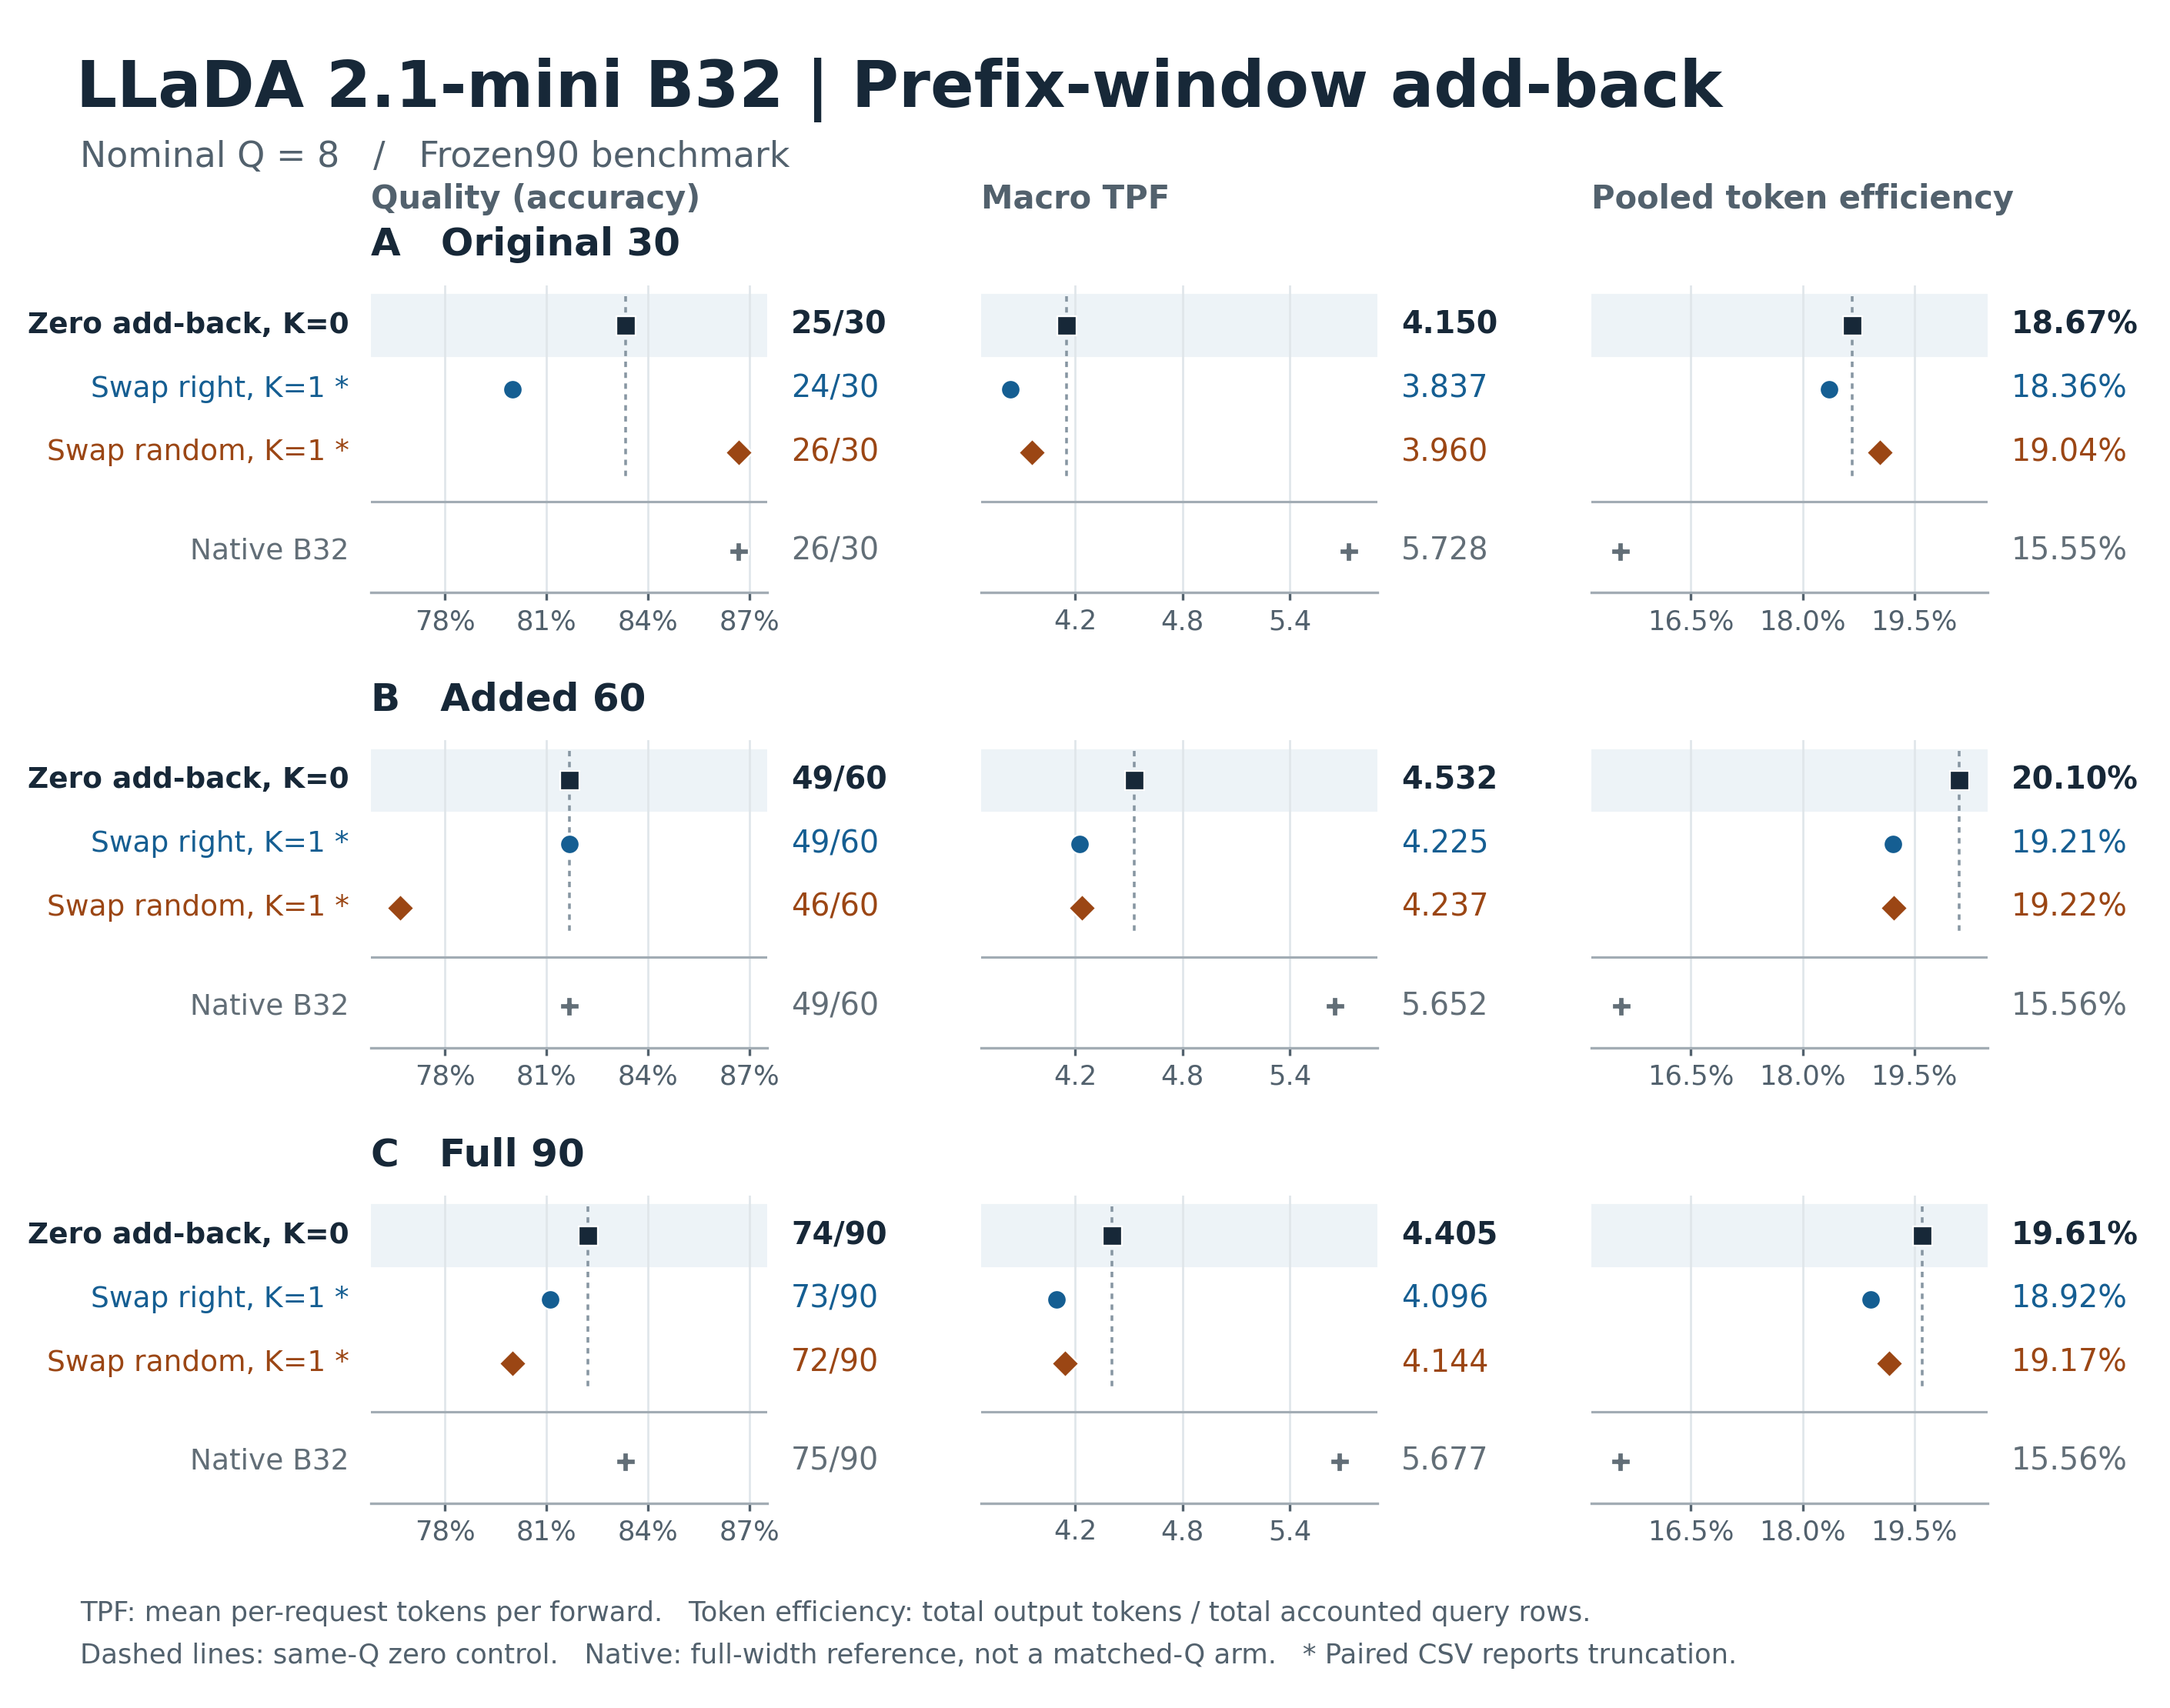 LLaDA 2.1-mini B32 | Prefix-window add-back
Nominal Q = 8 / Frozen90 benchmark
Quality (accuracy) Macro TPF Pooled token efficiency
A Original 30
Zero add-back, K=0 25/30 4.150 18.67%
Swap right, K=1 * 24/30 3.837 18.36%
Swap random, K=1 * 26/30 3.960 19.04%
Native B32 26/30 5.728 15.55%
78% 81% 84% 87% 4.2 4.8 5.4 16.5% 18.0% 19.5%
B Added 60
Zero add-back, K=0 49/60 4.532 20.10%
Swap right, K=1 * 49/60 4.225 19.21%
Swap random, K=1 * 46/60 4.237 19.22%
Native B32 49/60 5.652 15.56%
78% 81% 84% 87% 4.2 4.8 5.4 16.5% 18.0% 19.5%
C Full 90
Zero add-back, K=0 74/90 4.405 19.61%
Swap right, K=1 * 73/90 4.096 18.92%
Swap random, K=1 * 72/90 4.144 19.17%
Native B32 75/90 5.677 15.56%
78% 81% 84% 87% 4.2 4.8 5.4 16.5% 18.0% 19.5%
TPF: mean per-request tokens per forward. Token efficiency: total output tokens / total accounted query rows.
Dashed lines: same-Q zero control. Native: full-width reference, not a matched-Q arm. * Paired CSV reports truncation.